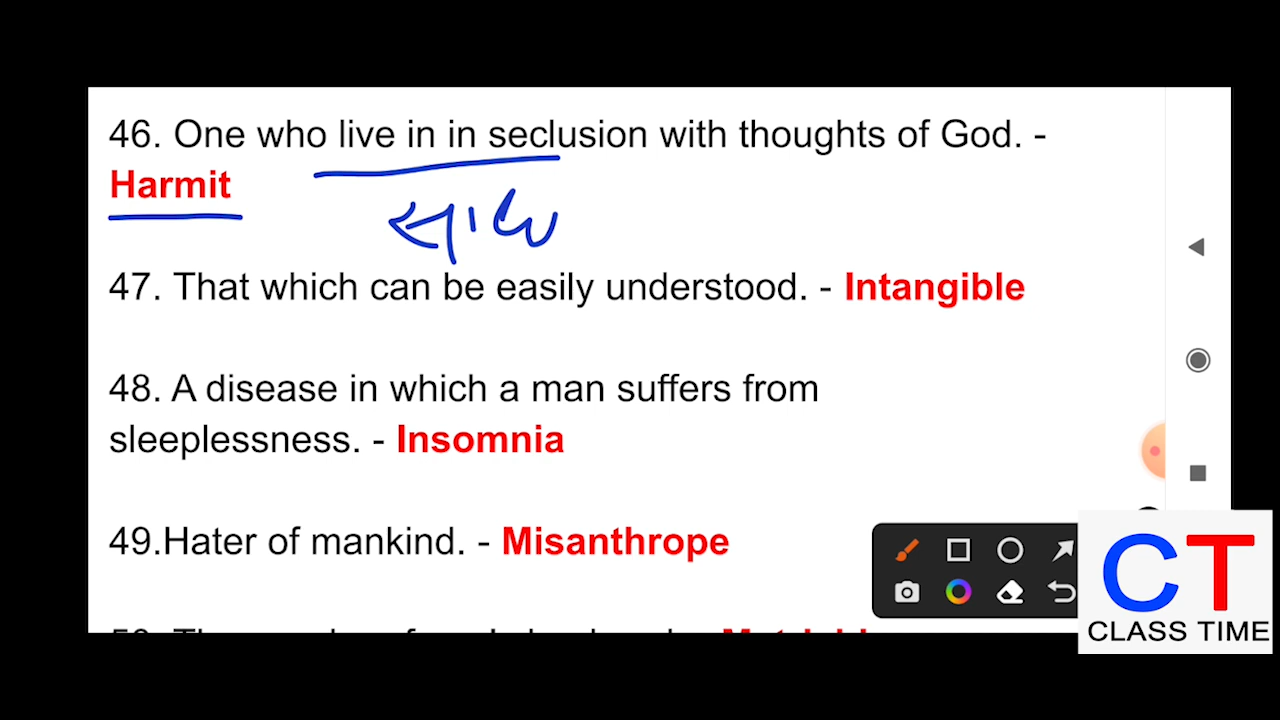 46. One who live in in seclusion with thoughts of God. -
Harmit
47. That which can be easily understood. - Intangible
48. A disease in which a man suffers from
sleeplessness. - Insomnia
49.Hater of mankind. - Misanthrope
CT
CLASS TIME